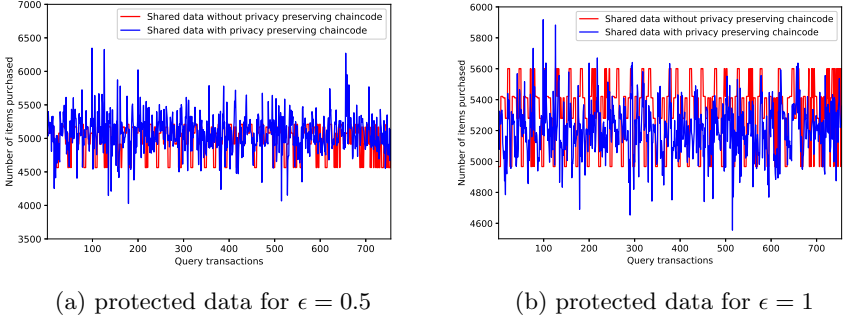 7000
6500
6000
5500
5000
4500
4000
3500
Number of items purchased
Shared data without privacy preserving chaincode
Shared data with privacy preserving chaincode
100 200 300 400 500 600 700
Query transactions
(a) protected data for ϵ = 0.5
6000
5800
5600
5400
5200
5000
4800
4600
Number of items purchased
Shared data without privacy preserving chaincode
Shared data with privacy preserving chaincode
100 200 300 400 500 600 700
Query transactions
(b) protected data for ϵ = 1